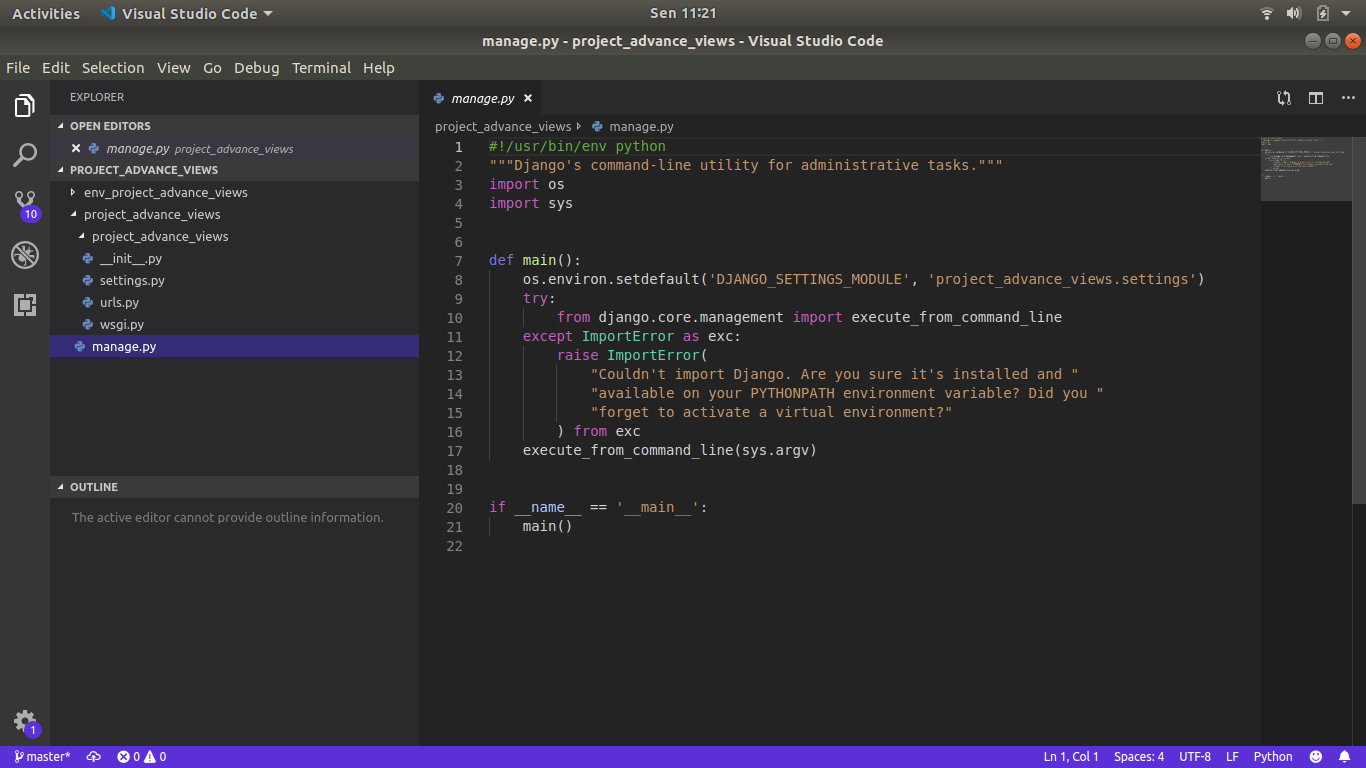 Activities Visual Studio Code Sen 11:21
manage.py - project_advance_views - Visual Studio Code
File Edit Selection View Go Debug Terminal Help
EXPLORER
OPEN EDITORS
manage.py project_advance_views
PROJECT_ADVANCE_VIEWS
env_project_advance_views
project_advance_views
project_advance_views
__init__.py
settings.py
urls.py
wsgi.py
manage.py
OUTLINE
The active editor cannot provide outline information.
10
1
manage.py
project_advance_views manage.py
1 #!/usr/bin/env python
2 """Django's command-line utility for administrative tasks."""
3 import os
4 import sys
5
6
7 def main():
8 os.environ.setdefault('DJANGO_SETTINGS_MODULE', 'project_advance_views.settings')
9 try:
10 from django.core.management import execute_from_command_line
11 except ImportError as exc:
12 raise ImportError(
13 "Couldn't import Django. Are you sure it's installed and "
14 "available on your PYTHONPATH environment variable? Did you "
15 "forget to activate a virtual environment?"
16 ) from exc
17 execute_from_command_line(sys.argv)
18
19
20 if __name__ == '__main__':
21 main()
22
master* 0 0 Ln 1, Col 1 Spaces: 4 UTF-8 LF Python